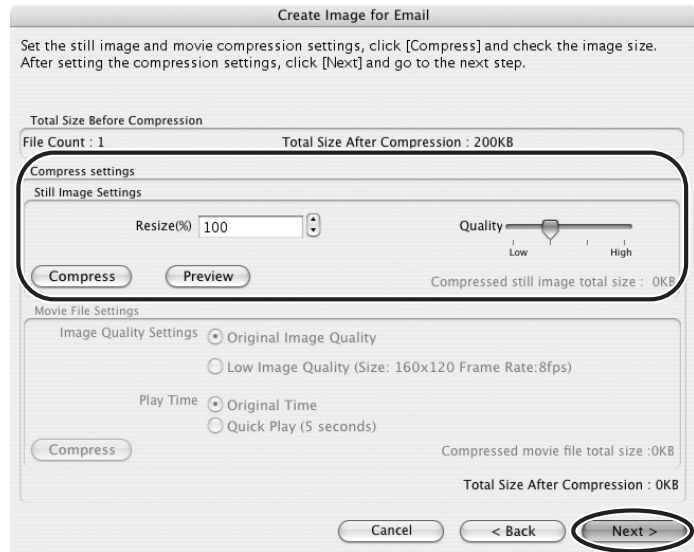 Create Image for Email
Set the still image and movie compression settings, click [Compress] and check the image size.
After setting the compression settings, click [Next] and go to the next step.
Total Size Before Compression
File Count : 1 Total Size After Compression : 200KB
Compress settings
Still Image Settings
Resize(%) 100 Quality
Low High
Compress Preview Compressed still image total size : 0KB
Movie File Settings
Image Quality Settings Original Image Quality
Low Image Quality (Size: 160x120 Frame Rate:8fps)
Play Time Original Time
Quick Play (5 seconds)
Compress Compressed movie file total size :0KB
Total Size After Compression : 0KB
Cancel < Back Next >